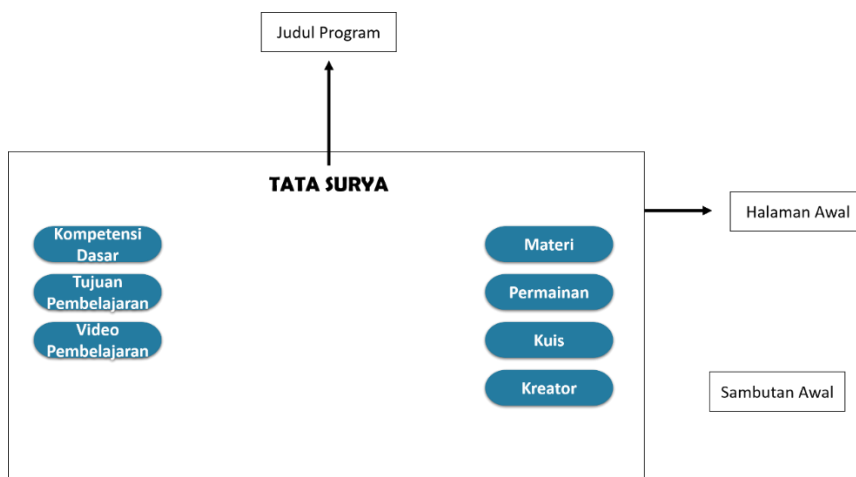 Judul Program
TATA SURYA
Halaman Awal
Kompetensi
Dasar
Materi
Tujuan
Pembelajaran
Permainan
Video
Pembelajaran
Kuis
Kreator
Sambutan Awal